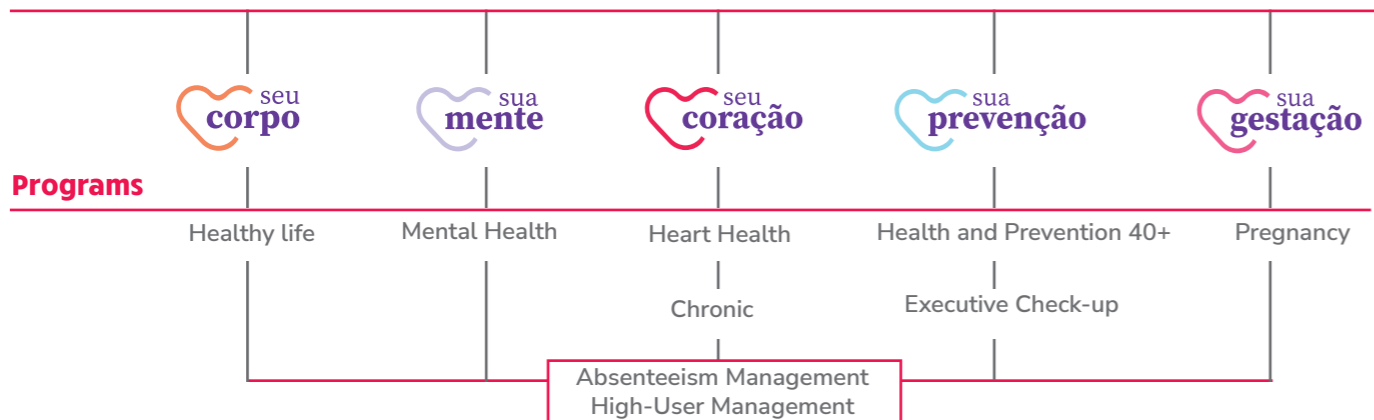 seu
corpo
sua
mente
seu
coração
sua
prevenção
sua
gestação
Programs
Healthy life
Mental Health
Heart Health
Health and Prevention 40+
Pregnancy
Chronic
Executive Check-up
Absenteeism Management
High-User Management